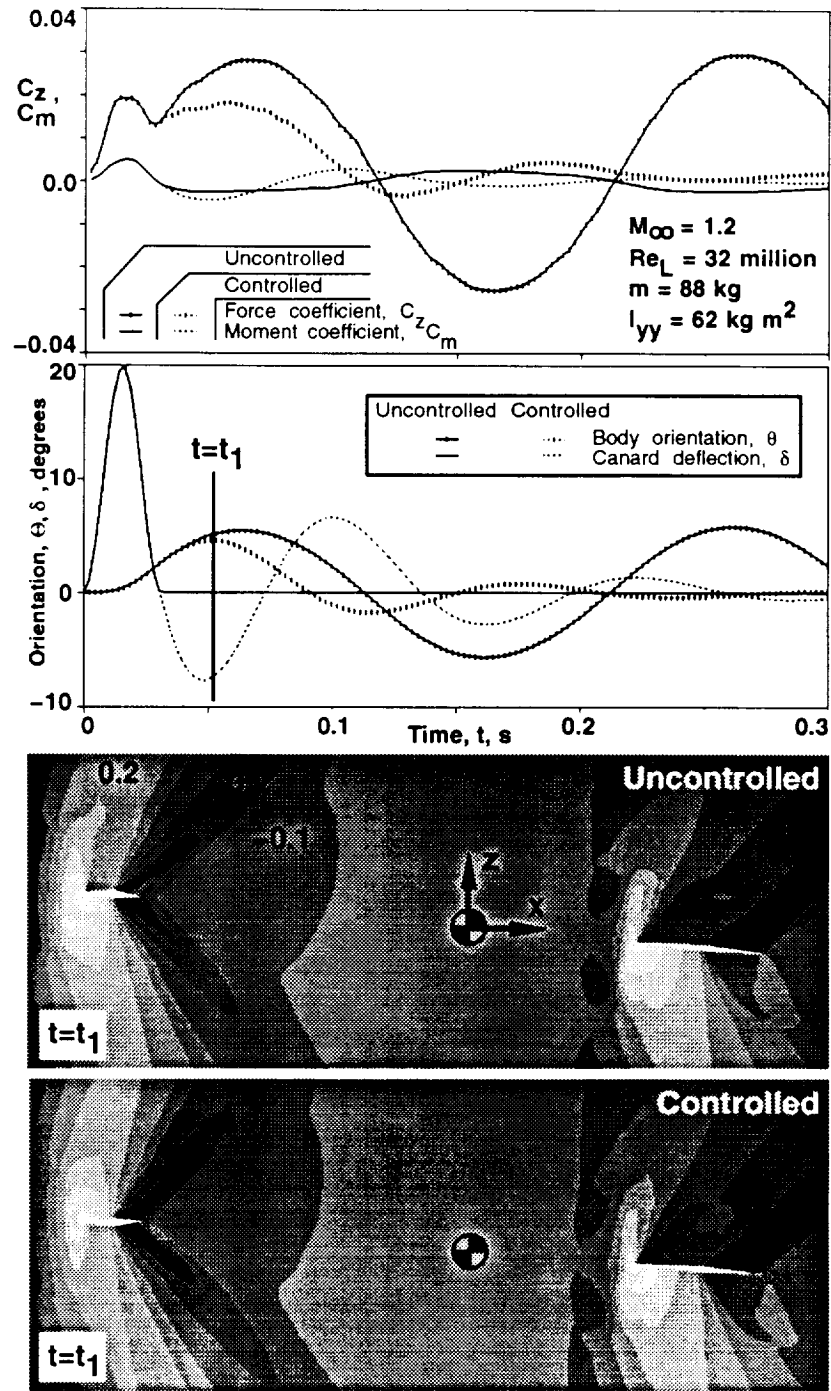 0.04
C_z ,
C_m
0.0
−0.04
Uncontrolled
Controlled
Force coefficient, C_z
Moment coefficient, C_m
M_∞ = 1.2
Re_L = 32 million
m = 88 kg
I_yy = 62 kg m²
20
10
0
−10
Orientation, Θ, δ , degrees
t=t₁
Uncontrolled Controlled
Body orientation, θ
Canard deflection, δ
0 0.1 0.2 0.3
Time, t, s
0.2
−0.1
Uncontrolled
z
x
t=t₁
Controlled
t=t₁